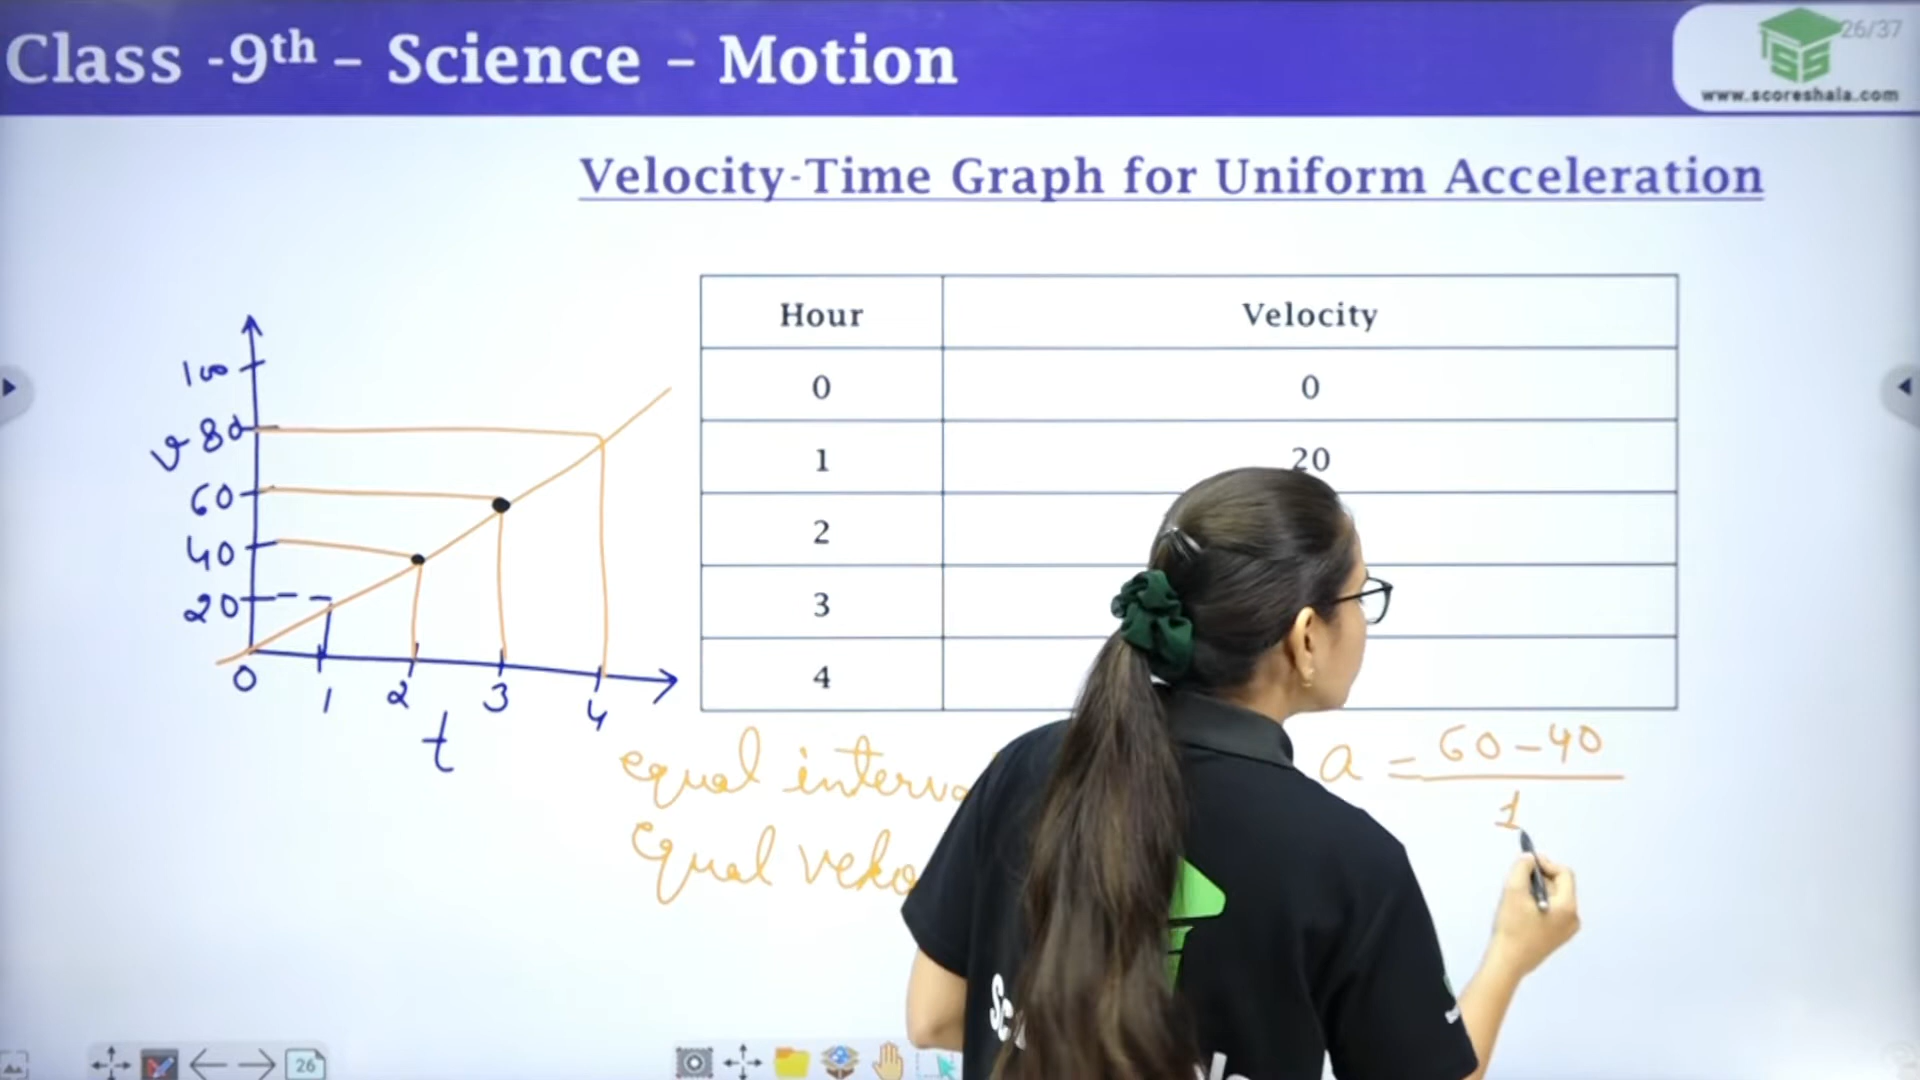 Class -9th – Science – Motion
26/37
www.scoreshala.com
Velocity-Time Graph for Uniform Acceleration
Hour Velocity
0 0
1 20
2
3
4
100
v 80
60
40
20
0 1 2 3 4
t
equal interva
equal velo
a = 60-40
1
26